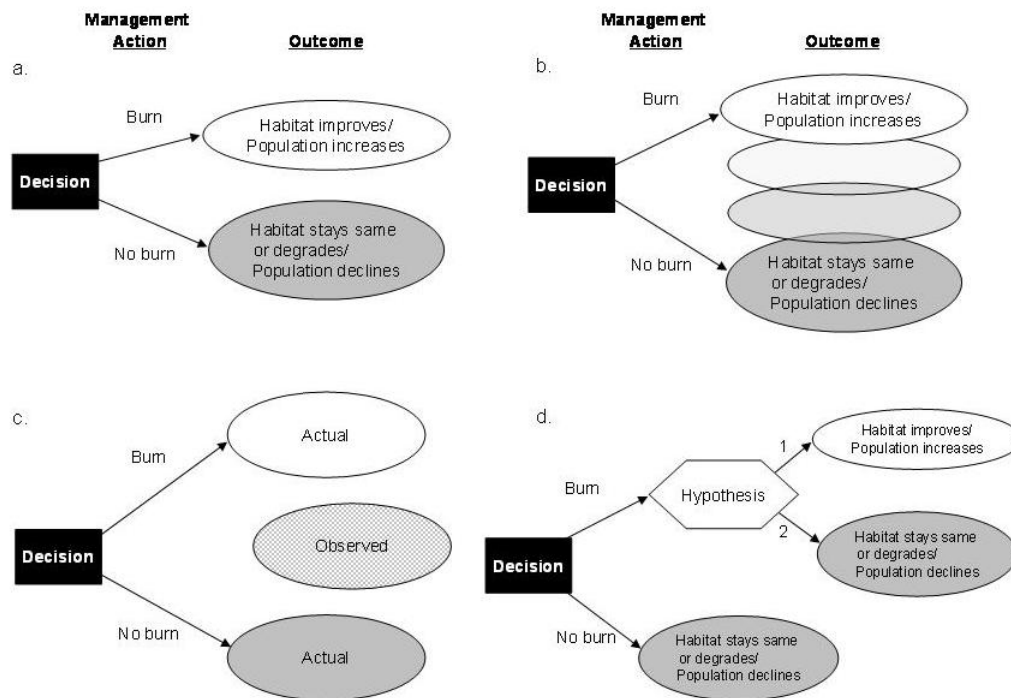 Management
Action
Outcome
a.
Burn
Habitat improves/
Population increases
Decision
No burn
Habitat stays same
or degrades/
Population declines
Management
Action
Outcome
b.
Burn
Habitat improves/
Population increases
Decision
No burn
Habitat stays same
or degrades/
Population declines
c.
Burn
Actual
Observed
Decision
No burn
Actual
d.
Burn
Hypothesis
1
Habitat improves/
Population increases
2
Habitat stays same
or degrades/
Population declines
Decision
No burn
Habitat stays same
or degrades/
Population declines